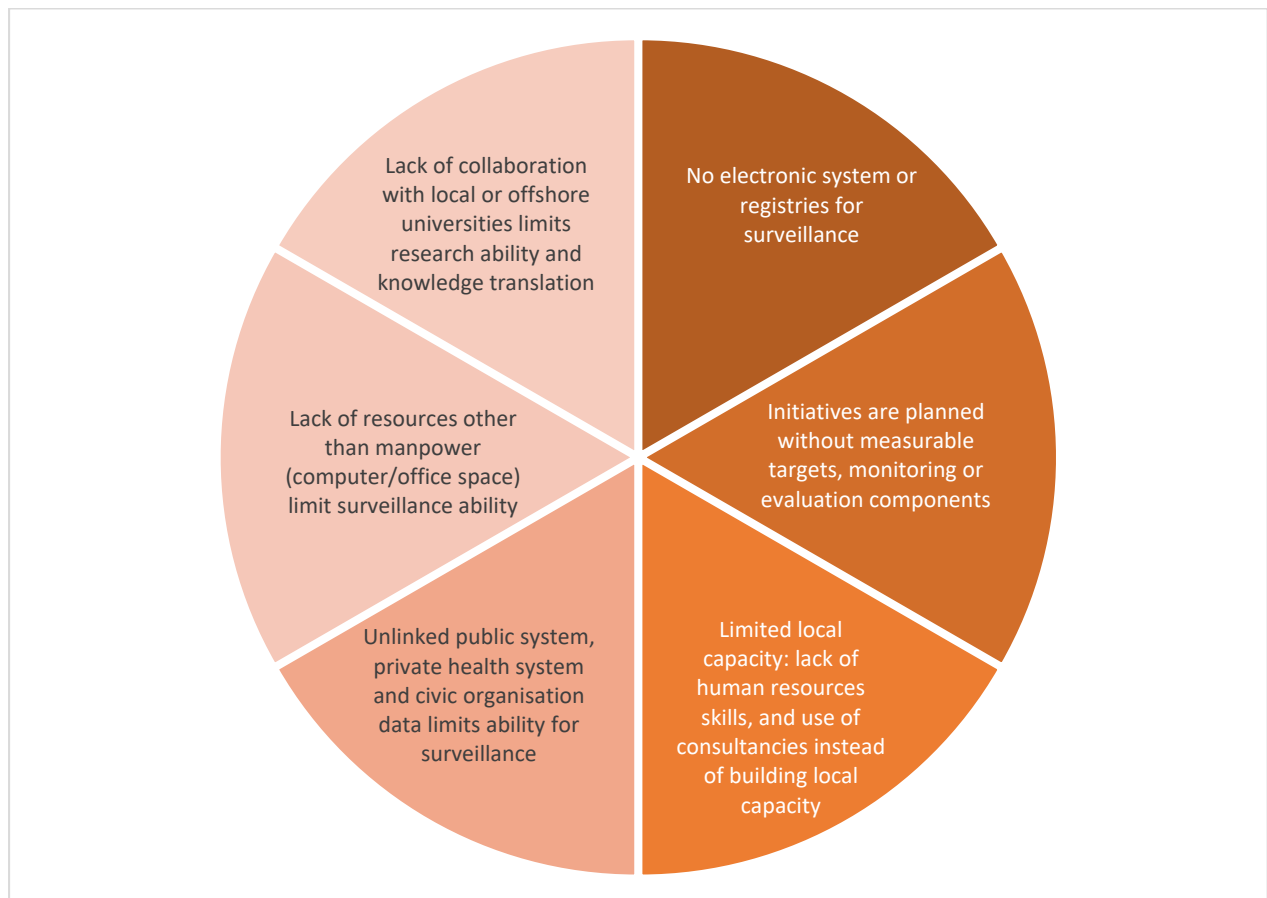 No electronic system or
registries for
surveillance
Initiatives are planned
without measurable
targets, monitoring or
evaluation components
Limited local
capacity: lack of
human resources
skills, and use of
consultancies instead
of building local
capacity
Unlinked public system,
private health system
and civic organisation
data limits ability for
surveillance
Lack of resources other
than manpower
(computer/office space)
limit surveillance ability
Lack of collaboration
with local or offshore
universities limits
research ability and
knowledge translation